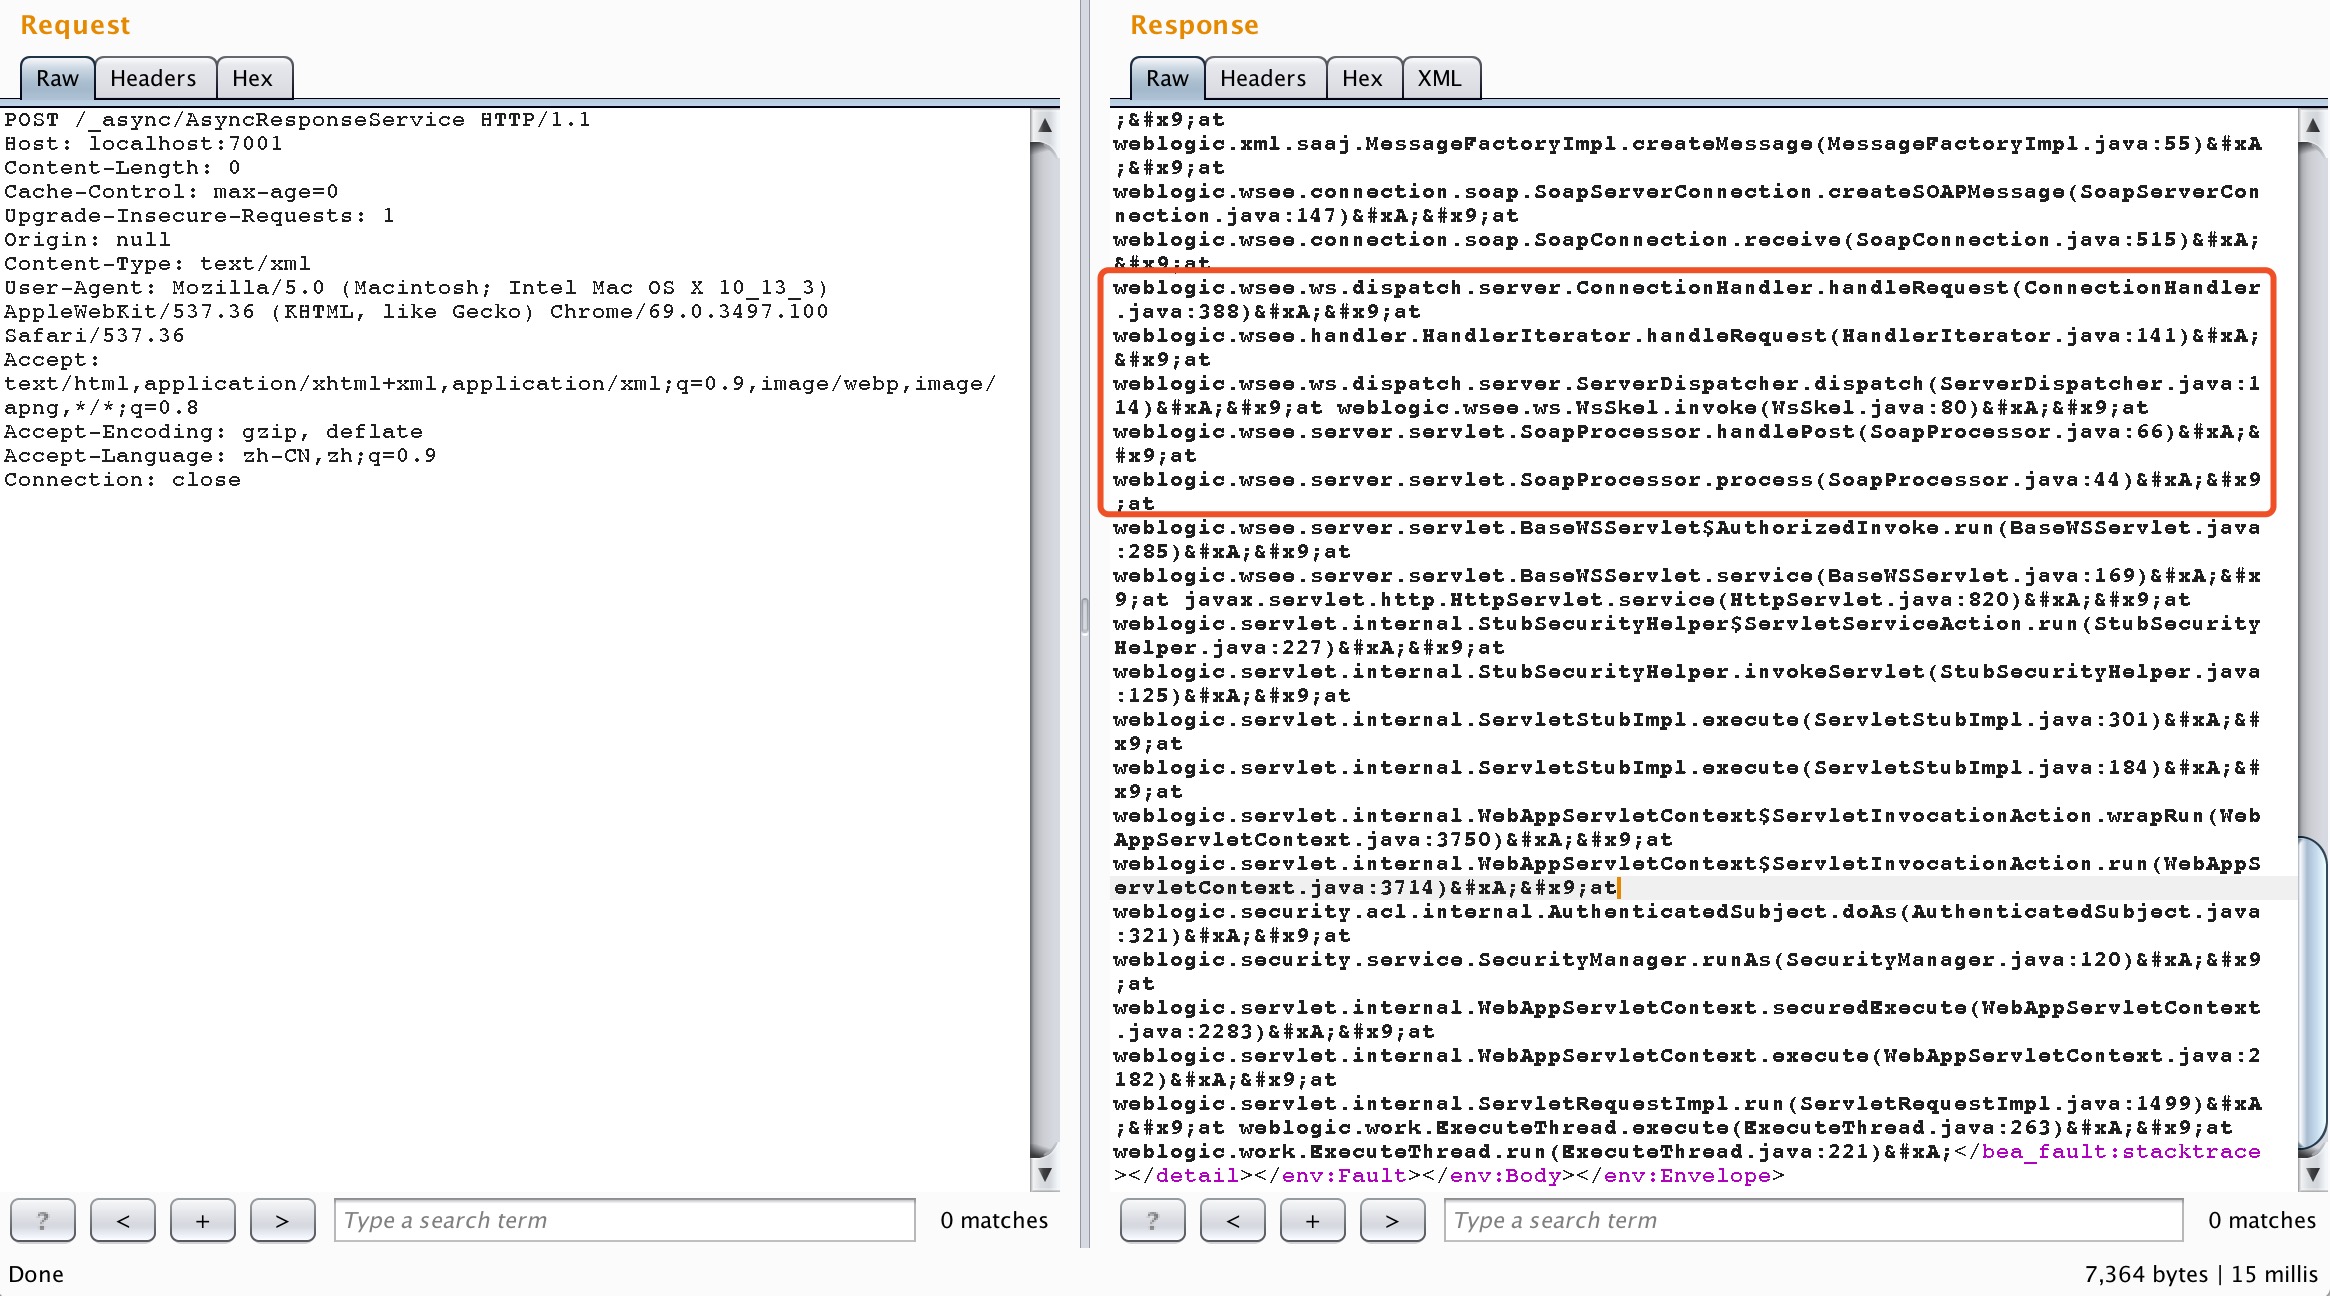 Request
Raw Headers Hex
POST /_async/AsyncResponseService HTTP/1.1
Host: localhost:7001
Content-Length: 0
Cache-Control: max-age=0
Upgrade-Insecure-Requests: 1
Origin: null
Content-Type: text/xml
User-Agent: Mozilla/5.0 (Macintosh; Intel Mac OS X 10_13_3)
AppleWebKit/537.36 (KHTML, like Gecko) Chrome/69.0.3497.100
Safari/537.36
Accept:
text/html,application/xhtml+xml,application/xml;q=0.9,image/webp,image/
apng,*/*;q=0.8
Accept-Encoding: gzip, deflate
Accept-Language: zh-CN,zh;q=0.9
Connection: close
? < + > Type a search term 0 matches
Done
Response
Raw Headers Hex XML
;&#x9;at
weblogic.xml.saaj.MessageFactoryImpl.createMessage(MessageFactoryImpl.java:55)&#xA
;&#x9;at
weblogic.wsee.connection.soap.SoapServerConnection.createSOAPMessage(SoapServerCon
nection.java:147)&#xA;&#x9;at
weblogic.wsee.connection.soap.SoapConnection.receive(SoapConnection.java:515)&#xA;
&#x9;at
weblogic.wsee.ws.dispatch.server.ConnectionHandler.handleRequest(ConnectionHandler
.java:388)&#xA;&#x9;at
weblogic.wsee.handler.HandlerIterator.handleRequest(HandlerIterator.java:141)&#xA;
&#x9;at
weblogic.wsee.ws.dispatch.server.ServerDispatcher.dispatch(ServerDispatcher.java:1
14)&#xA;&#x9;at weblogic.wsee.ws.WsSkel.invoke(WsSkel.java:80)&#xA;&#x9;at
weblogic.wsee.server.servlet.SoapProcessor.handlePost(SoapProcessor.java:66)&#xA;&
#x9;at
weblogic.wsee.server.servlet.SoapProcessor.process(SoapProcessor.java:44)&#xA;&#x9
;at
weblogic.wsee.server.servlet.BaseWSServlet$AuthorizedInvoke.run(BaseWSServlet.java
:285)&#xA;&#x9;at
weblogic.wsee.server.servlet.BaseWSServlet.service(BaseWSServlet.java:169)&#xA;&#x
9;at javax.servlet.http.HttpServlet.service(HttpServlet.java:820)&#xA;&#x9;at
weblogic.servlet.internal.StubSecurityHelper$ServletServiceAction.run(StubSecurity
Helper.java:227)&#xA;&#x9;at
weblogic.servlet.internal.StubSecurityHelper.invokeServlet(StubSecurityHelper.java
:125)&#xA;&#x9;at
weblogic.servlet.internal.ServletStubImpl.execute(ServletStubImpl.java:301)&#xA;&#
x9;at
weblogic.servlet.internal.ServletStubImpl.execute(ServletStubImpl.java:184)&#xA;&#
x9;at
weblogic.servlet.internal.WebAppServletContext$ServletInvocationAction.wrapRun(Web
AppServletContext.java:3750)&#xA;&#x9;at
weblogic.servlet.internal.WebAppServletContext$ServletInvocationAction.run(WebAppS
ervletContext.java:3714)&#xA;&#x9;at
weblogic.security.acl.internal.AuthenticatedSubject.doAs(AuthenticatedSubject.java
:321)&#xA;&#x9;at
weblogic.security.service.SecurityManager.runAs(SecurityManager.java:120)&#xA;&#x9
;at
weblogic.servlet.internal.WebAppServletContext.securedExecute(WebAppServletContext
.java:2283)&#xA;&#x9;at
weblogic.servlet.internal.WebAppServletContext.execute(WebAppServletContext.java:2
182)&#xA;&#x9;at
weblogic.servlet.internal.ServletRequestImpl.run(ServletRequestImpl.java:1499)&#xA
;&#x9;at weblogic.work.ExecuteThread.execute(ExecuteThread.java:263)&#xA;&#x9;at
weblogic.work.ExecuteThread.run(ExecuteThread.java:221)&#xA;</bea_fault:stacktrace
></detail></env:Fault></env:Body></env:Envelope>
? < + > Type a search term 0 matches
7,364 bytes | 15 millis